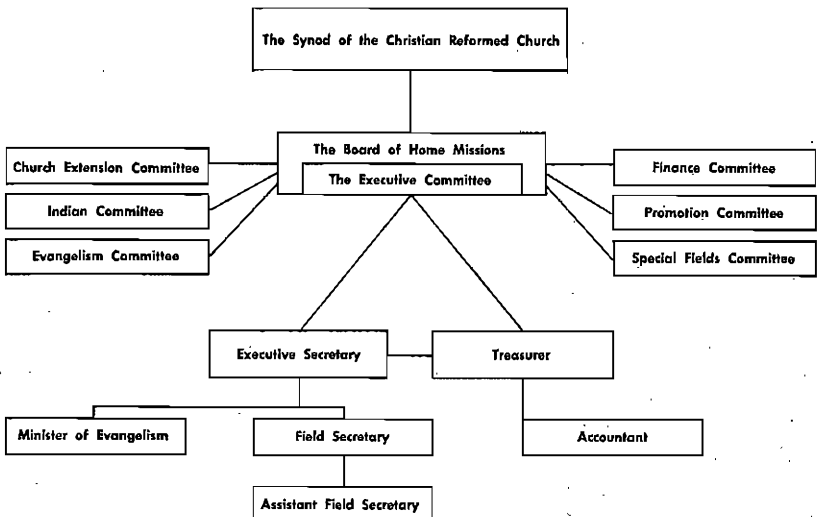 The Synod of the Christian Reformed Church
The Board of Home Missions
The Executive Committee
Church Extension Committee
Indian Committee
Evangelism Committee
Finance Committee
Promotion Committee
Special Fields Committee
Executive Secretary
Treasurer
Minister of Evangelism
Field Secretary
Accountant
Assistant Field Secretary